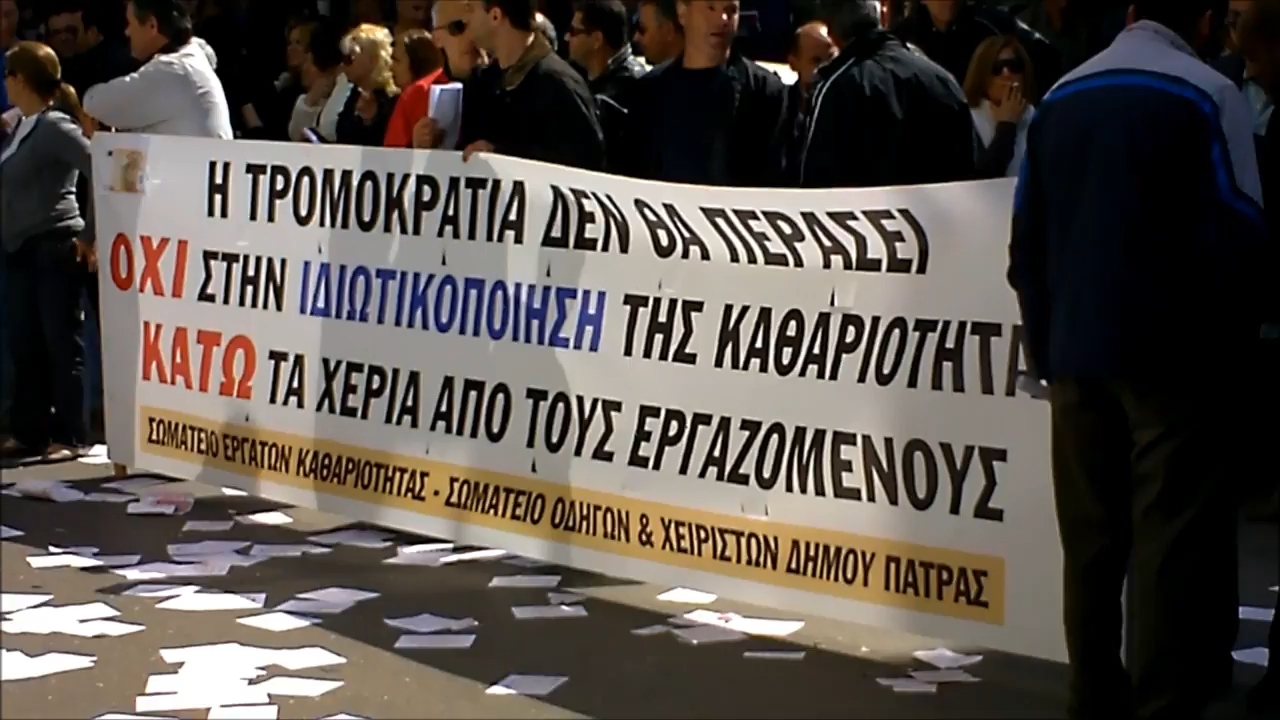 Η ΤΡΟΜΟΚΡΑΤΙΑ ΔΕΝ ΘΑ ΠΕΡΑΣΕΙ
ΟΧΙ ΣΤΗΝ ΙΔΙΩΤΙΚΟΠΟΙΗΣΗ ΤΗΣ ΚΑΘΑΡΙΟΤΗΤΑ
ΚΑΤΩ ΤΑ ΧΕΡΙΑ ΑΠΟ ΤΟΥΣ ΕΡΓΑΖΟΜΕΝΟΥΣ
ΣΩΜΑΤΕΙΟ ΕΡΓΑΤΩΝ ΚΑΘΑΡΙΟΤΗΤΑΣ - ΣΩΜΑΤΕΙΟ ΟΔΗΓΩΝ & ΧΕΙΡΙΣΤΩΝ ΔΗΜΟΥ ΠΑΤΡΑΣ